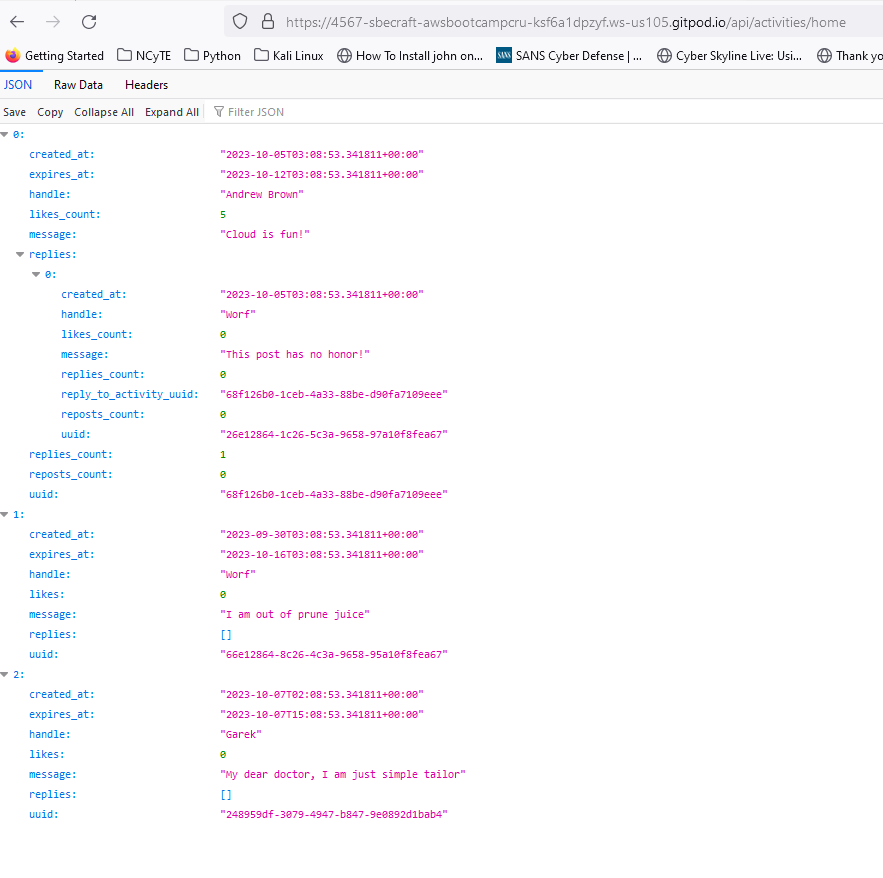 https://4567-sbecraft-awsbootcampcru-ksf6a1dpzyf.ws-us105.gitpod.io/api/activities/home
Getting Started NCyTE Python Kali Linux How To Install john on... SANS Cyber Defense | ... Cyber Skyline Live: Usi... Thank yo
JSON Raw Data Headers
Save Copy Collapse All Expand All Filter JSON
0:
created_at: "2023-10-05T03:08:53.341811+00:00"
expires_at: "2023-10-12T03:08:53.341811+00:00"
handle: "Andrew Brown"
likes_count: 5
message: "Cloud is fun!"
replies:
0:
created_at: "2023-10-05T03:08:53.341811+00:00"
handle: "Worf"
likes_count: 0
message: "This post has no honor!"
replies_count: 0
reply_to_activity_uuid: "68f126b0-1ceb-4a33-88be-d90fa7109eee"
reposts_count: 0
uuid: "26e12864-1c26-5c3a-9658-97a10f8fea67"
replies_count: 1
reposts_count: 0
uuid: "68f126b0-1ceb-4a33-88be-d90fa7109eee"
1:
created_at: "2023-09-30T03:08:53.341811+00:00"
expires_at: "2023-10-16T03:08:53.341811+00:00"
handle: "Worf"
likes: 0
message: "I am out of prune juice"
replies: []
uuid: "66e12864-8c26-4c3a-9658-95a10f8fea67"
2:
created_at: "2023-10-07T02:08:53.341811+00:00"
expires_at: "2023-10-07T15:08:53.341811+00:00"
handle: "Garek"
likes: 0
message: "My dear doctor, I am just simple tailor"
replies: []
uuid: "248959df-3079-4947-b847-9e0892d1bab4"